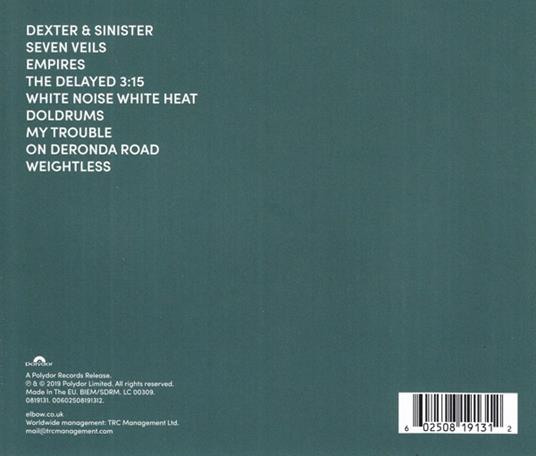 DEXTER & SINISTER
SEVEN VEILS
EMPIRES
THE DELAYED 3:15
WHITE NOISE WHITE HEAT
DOLDRUMS
MY TROUBLE
ON DERONDA ROAD
WEIGHTLESS
polydor
A Polydor Records Release.
℗ & © 2019 Polydor Limited. All rights reserved.
Made In The EU. BIEM/SDRM. LC 00309.
0819131. 00602508191312.
elbow.co.uk
Worldwide management: TRC Management Ltd.
mail@trcmanagement.com
6 02508 19131 2